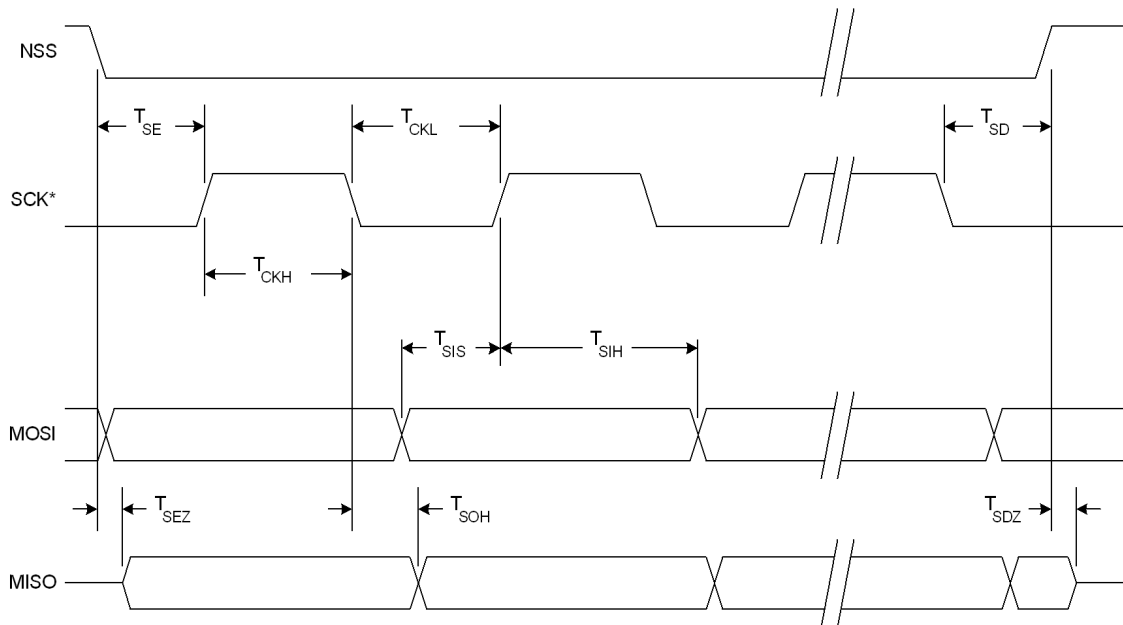 NSS
T_SE
T_CKL
T_SD
SCK*
T_CKH
T_SIS
T_SIH
MOSI
T_SEZ
T_SOH
T_SDZ
MISO